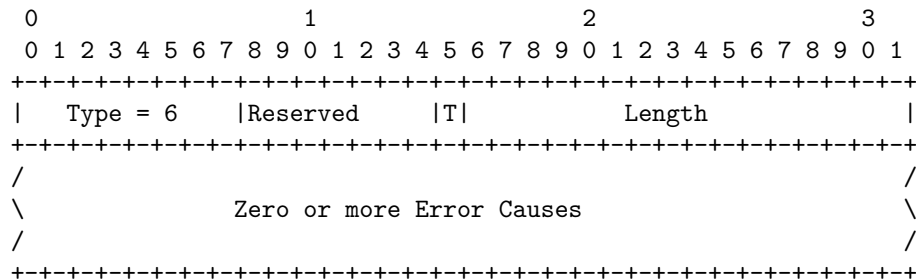 0                   1                   2                   3
0 1 2 3 4 5 6 7 8 9 0 1 2 3 4 5 6 7 8 9 0 1 2 3 4 5 6 7 8 9 0 1
+-+-+-+-+-+-+-+-+-+-+-+-+-+-+-+-+-+-+-+-+-+-+-+-+-+-+-+-+-+-+-+-+
|   Type = 6    |Reserved     |T|           Length              |
+-+-+-+-+-+-+-+-+-+-+-+-+-+-+-+-+-+-+-+-+-+-+-+-+-+-+-+-+-+-+-+-+
/                                                               /
\               Zero or more Error Causes                       \
/                                                               /
+-+-+-+-+-+-+-+-+-+-+-+-+-+-+-+-+-+-+-+-+-+-+-+-+-+-+-+-+-+-+-+-+